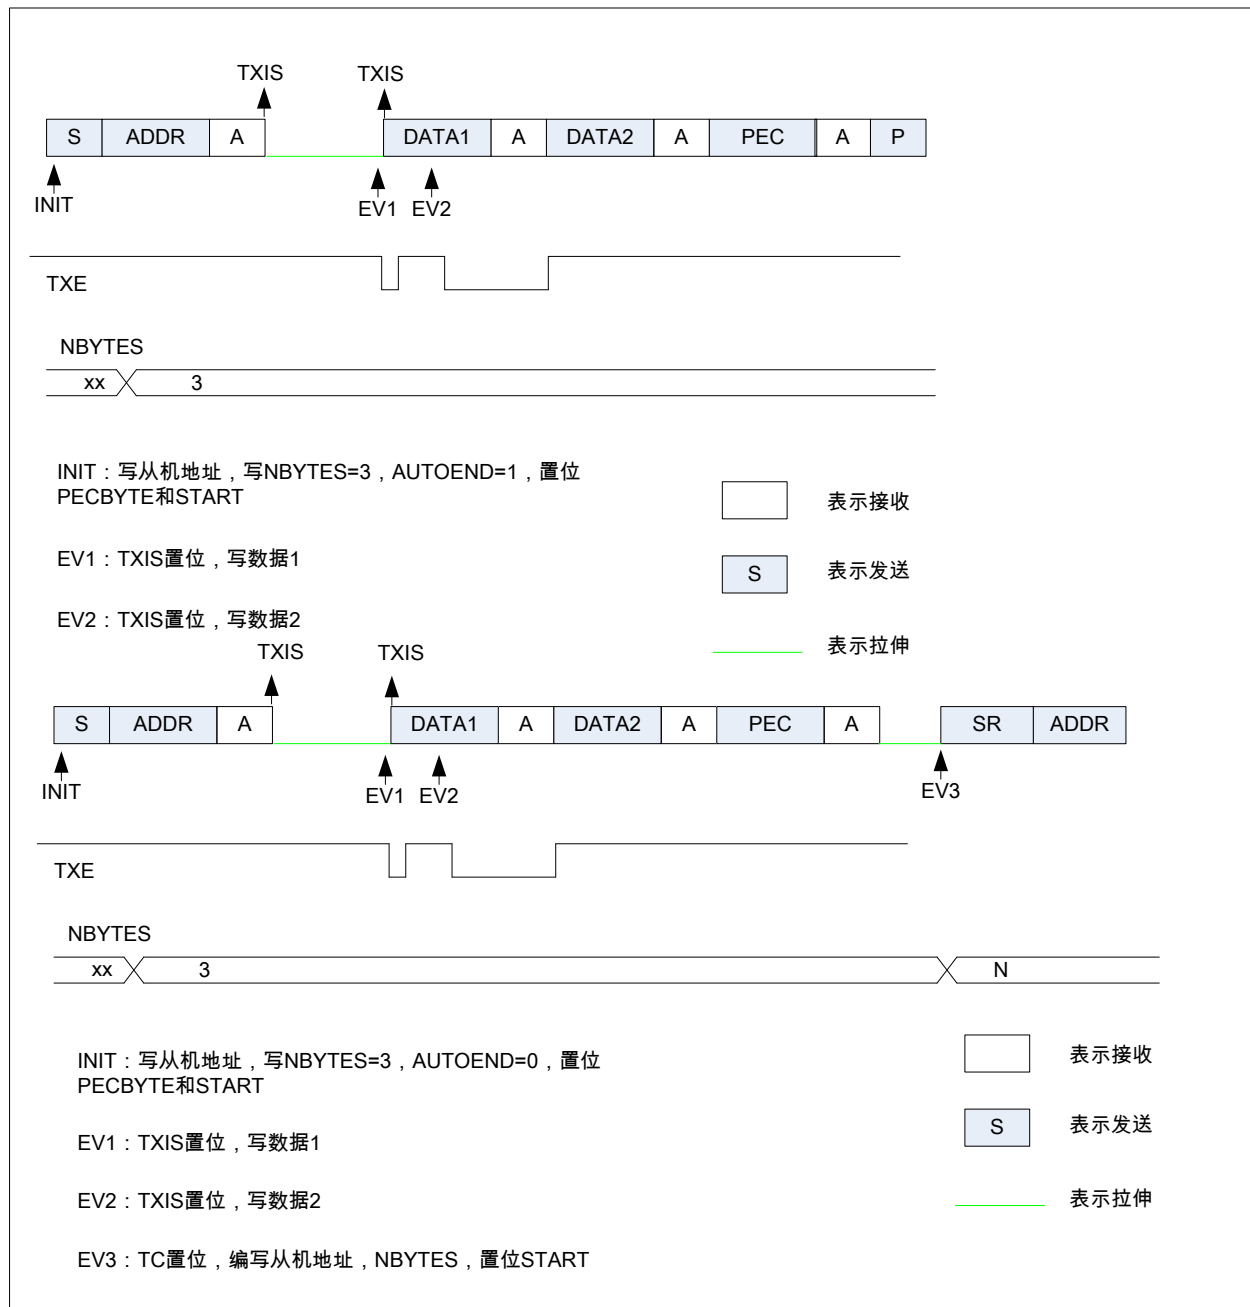 TXIS TXIS
S ADDR A DATA1 A DATA2 A PEC A P
INIT EV1 EV2
TXE
NBYTES
xx 3
INIT：写从机地址，写NBYTES=3，AUTOEND=1，置位
PECBYTE和START
表示接收
EV1：TXIS置位，写数据1
S 表示发送
EV2：TXIS置位，写数据2
表示拉伸
TXIS TXIS
S ADDR A DATA1 A DATA2 A PEC A SR ADDR
INIT EV1 EV2 EV3
TXE
NBYTES
xx 3 N
INIT：写从机地址，写NBYTES=3，AUTOEND=0，置位
PECBYTE和START
表示接收
EV1：TXIS置位，写数据1
S 表示发送
EV2：TXIS置位，写数据2
表示拉伸
EV3：TC置位，编写从机地址，NBYTES，置位START